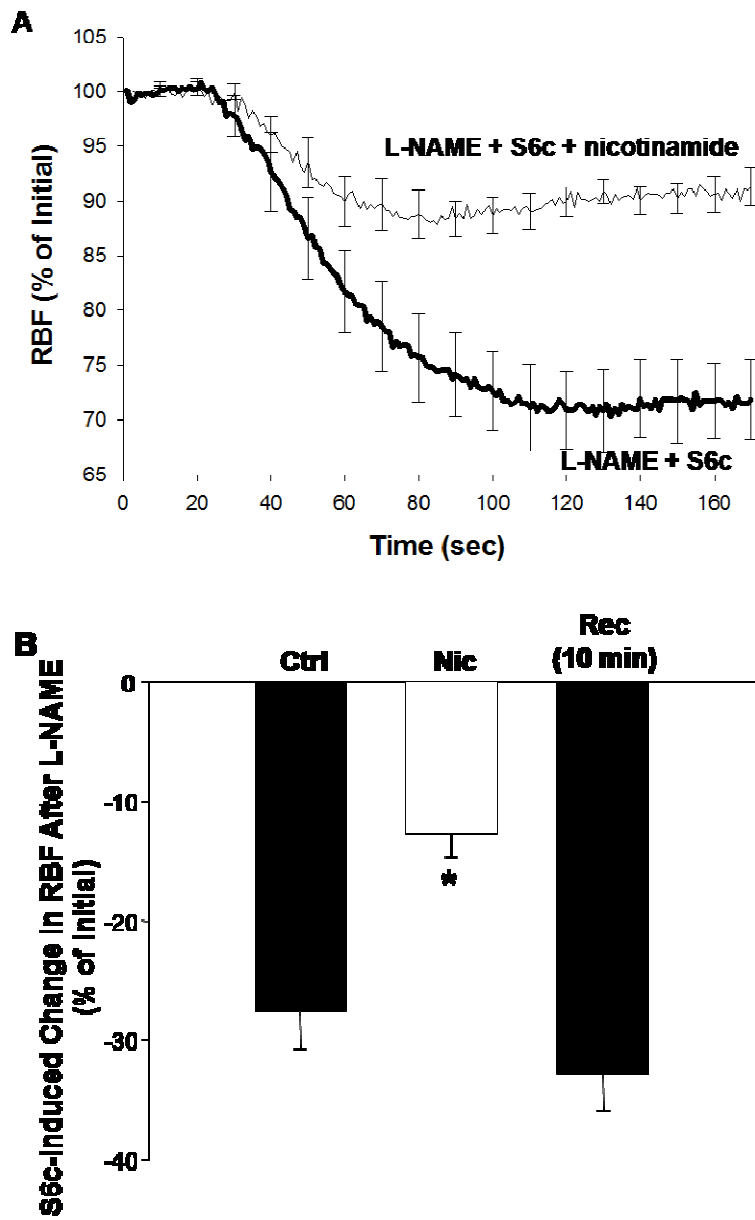 A
105
100
95
90
85
80
75
70
65
RBF (% of Initial)
L-NAME + S6c + nicotinamide
L-NAME + S6c
0 20 40 60 80 100 120 140 160
Time (sec)
B
Ctrl
Nic
Rec
(10 min)
0
-10
-20
-30
-40
*
S6c-Induced Change in RBF After L-NAME
(% of Initial)